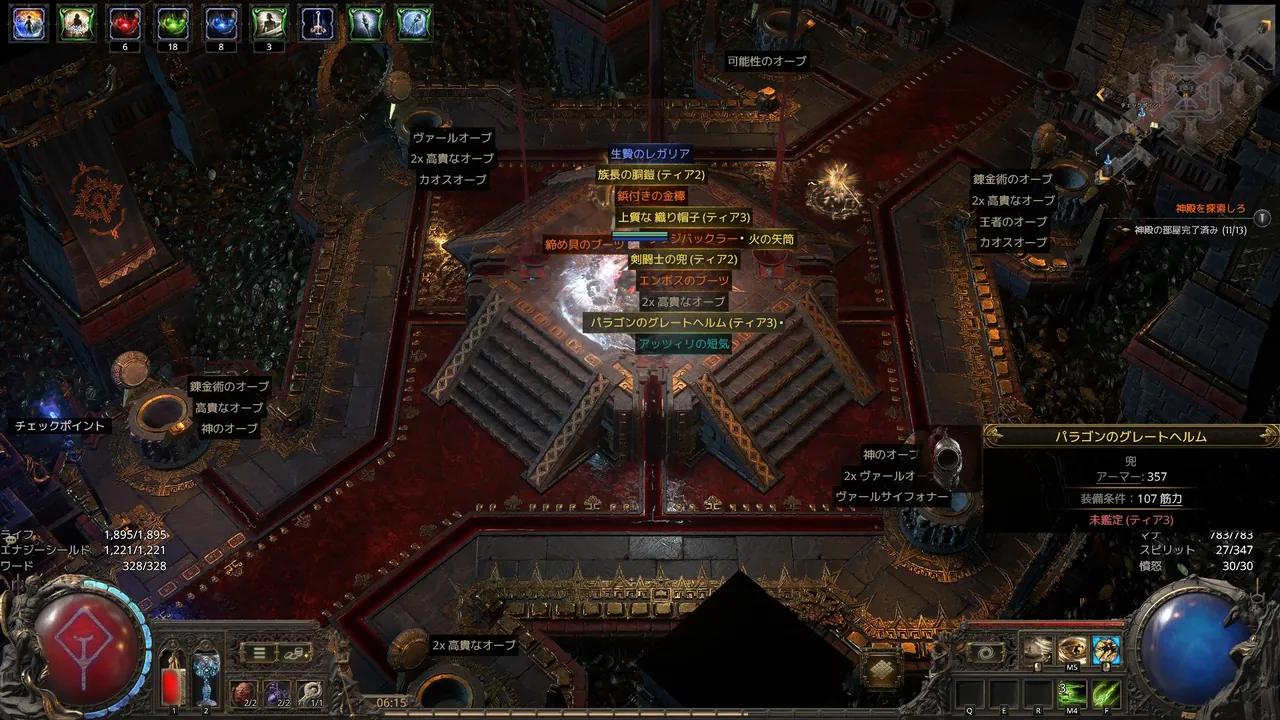 6
18
8
3
可能性のオーブ
ヴァールオーブ
2x 高貴なオーブ
カオスオーブ
生贄のレガリア
族長の胴鎧 (ティア2)
鋲付きの金棒
上質な 織り帽子 (ティア3)
締め具のブーツ
ジバックラー
火の矢筒
剣闘士の兜 (ティア2)
エンボスのブーツ
2x 高貴なオーブ
パラゴンのグレートヘルム (ティア3)
アッツィリの短気
錬金術のオーブ
2x 高貴なオーブ
王者のオーブ
カオスオーブ
神殿を探索しろ
神殿の部屋完了済み (11/13)
錬金術のオーブ
高貴なオーブ
神のオーブ
チェックポイント
神のオーブ
2x ヴァールオー
ヴァールサイフォナー
パラゴンのグレートヘルム
兜
アーマー: 357
装備条件：107 筋力
未鑑定 (ティア3)
ライフ 1,895/1,895
エナジーシールド 1,221/1,221
ワード 328/328
マナ 783/783
スピリット 27/347
憤怒 30/30
2x 高貴なオーブ
06:15
1
2
2/2
2/2
1/1
M5
3
Q
E
R
M4
F